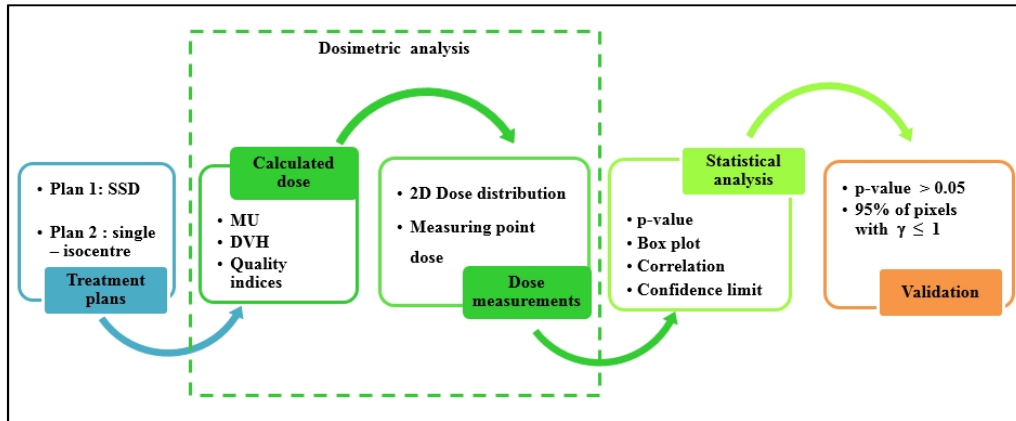 Dosimetric analysis
• Plan 1: SSD
• Plan 2 : single
– isocentre
Treatment
plans
Calculated
dose
• MU
• DVH
• Quality
indices
• 2D Dose distribution
• Measuring point
dose
Dose
measurements
Statistical
analysis
• p-value
• Box plot
• Correlation
• Confidence limit
• p-value > 0.05
• 95% of pixels
with γ ≤ 1
Validation